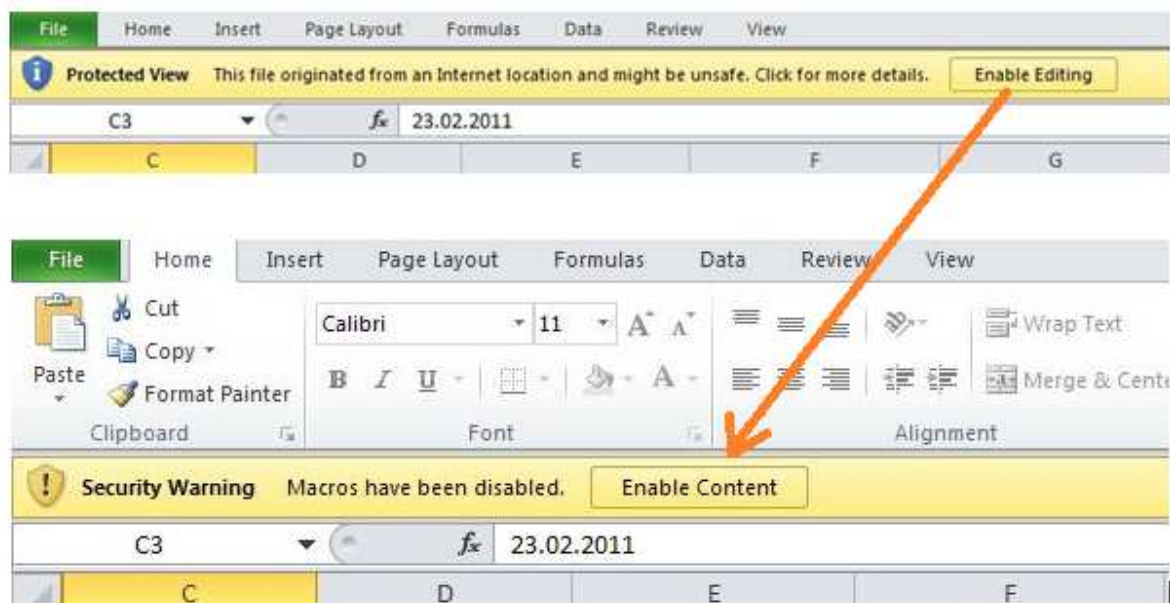 File Home Insert Page Layout Formulas Data Review View
Protected View This file originated from an Internet location and might be unsafe. Click for more details. Enable Editing
C3 fx 23.02.2011
C D E F G
File Home Insert Page Layout Formulas Data Review View
Cut
Calibri 11 A A Wrap Text
Copy
Paste
B I U A Merge & Cente
Format Painter
Clipboard Font Alignment
Security Warning Macros have been disabled. Enable Content
C3 fx 23.02.2011
C D E F